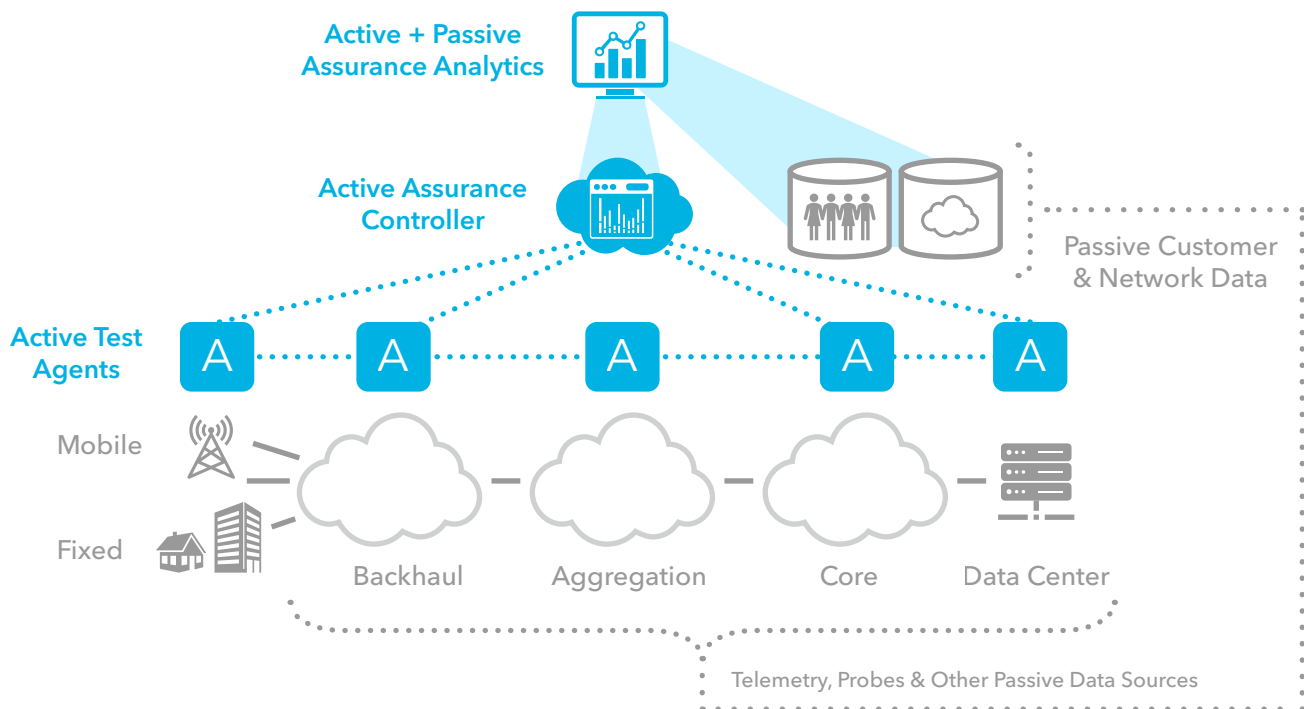 Active + Passive
Assurance Analytics
Active Assurance
Controller
Passive Customer
& Network Data
Active Test
Agents
A
A
A
A
A
Mobile
Fixed
Backhaul
Aggregation
Core
Data Center
Telemetry, Probes & Other Passive Data Sources